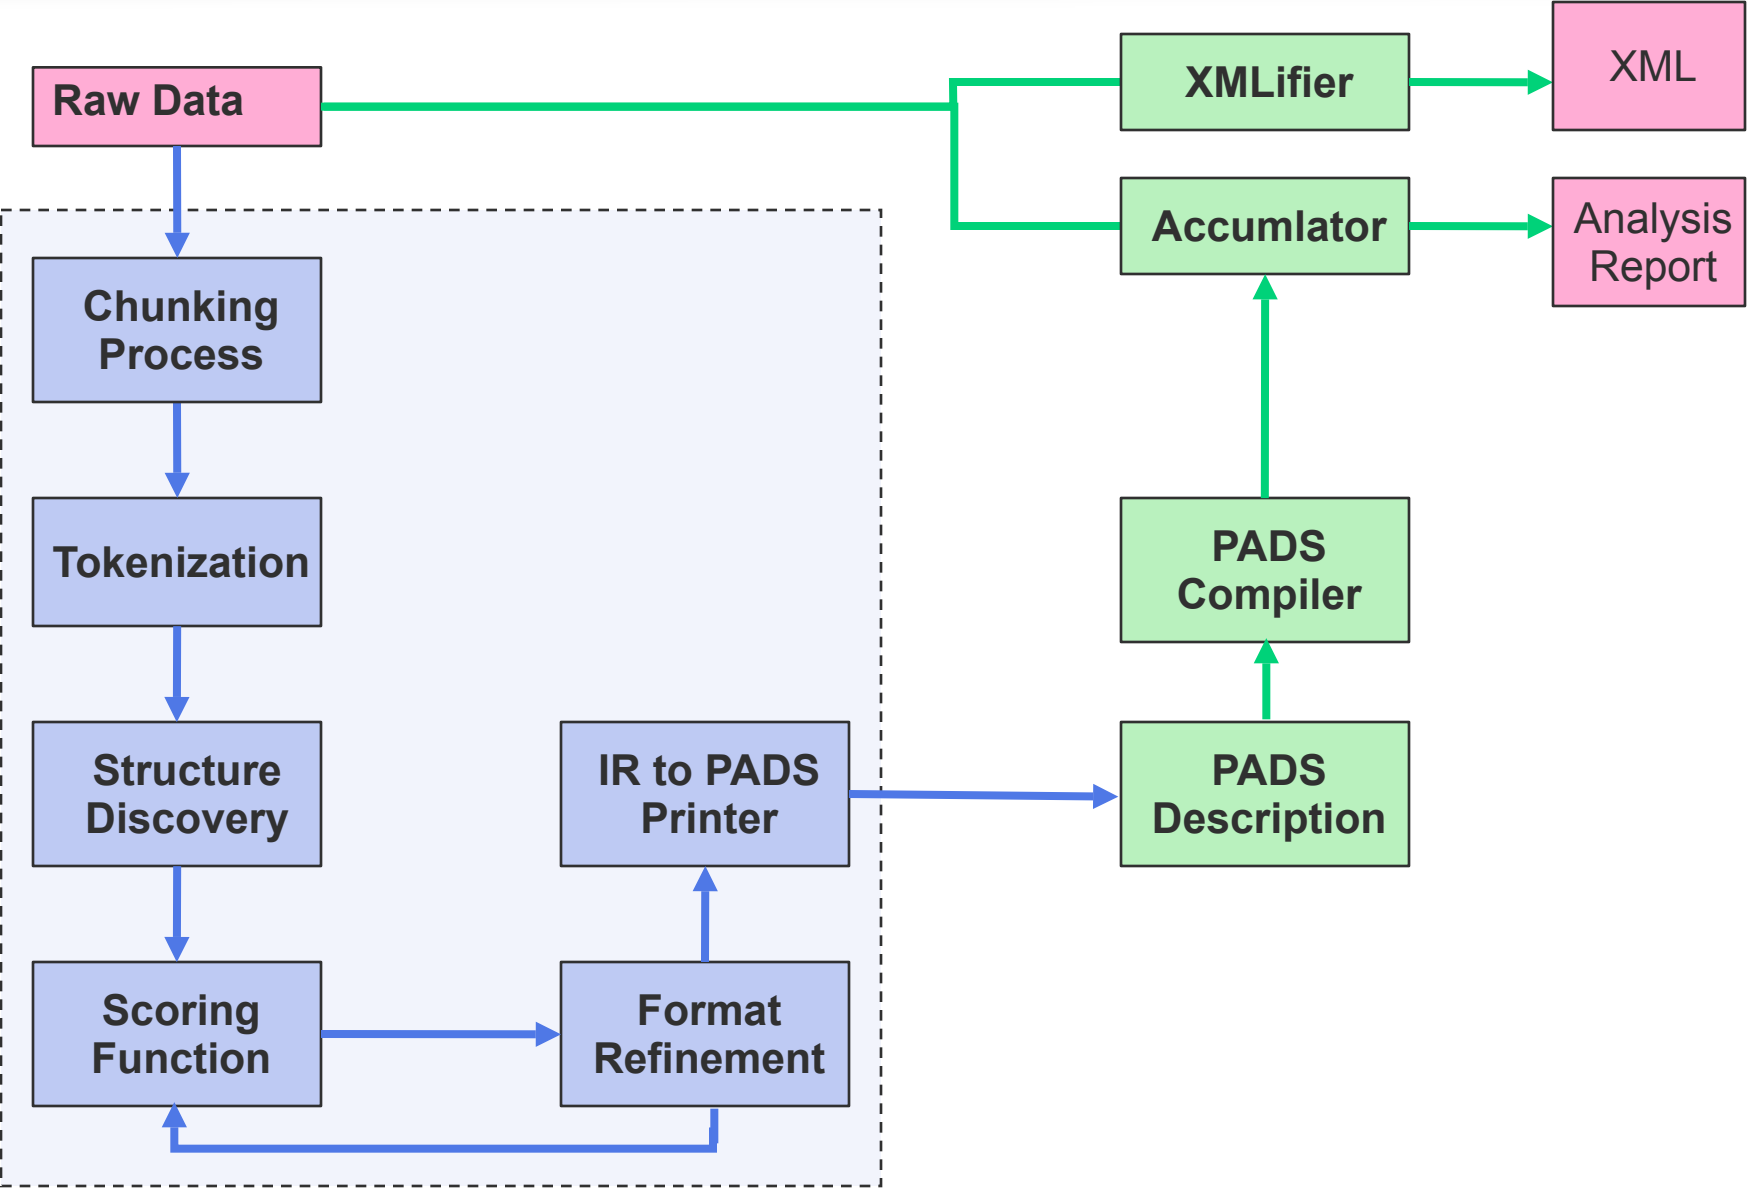 Raw Data
XMLifier
XML
Accumlator
Analysis
Report
Chunking
Process
Tokenization
PADS
Compiler
Structure
Discovery
IR to PADS
Printer
PADS
Description
Scoring
Function
Format
Refinement